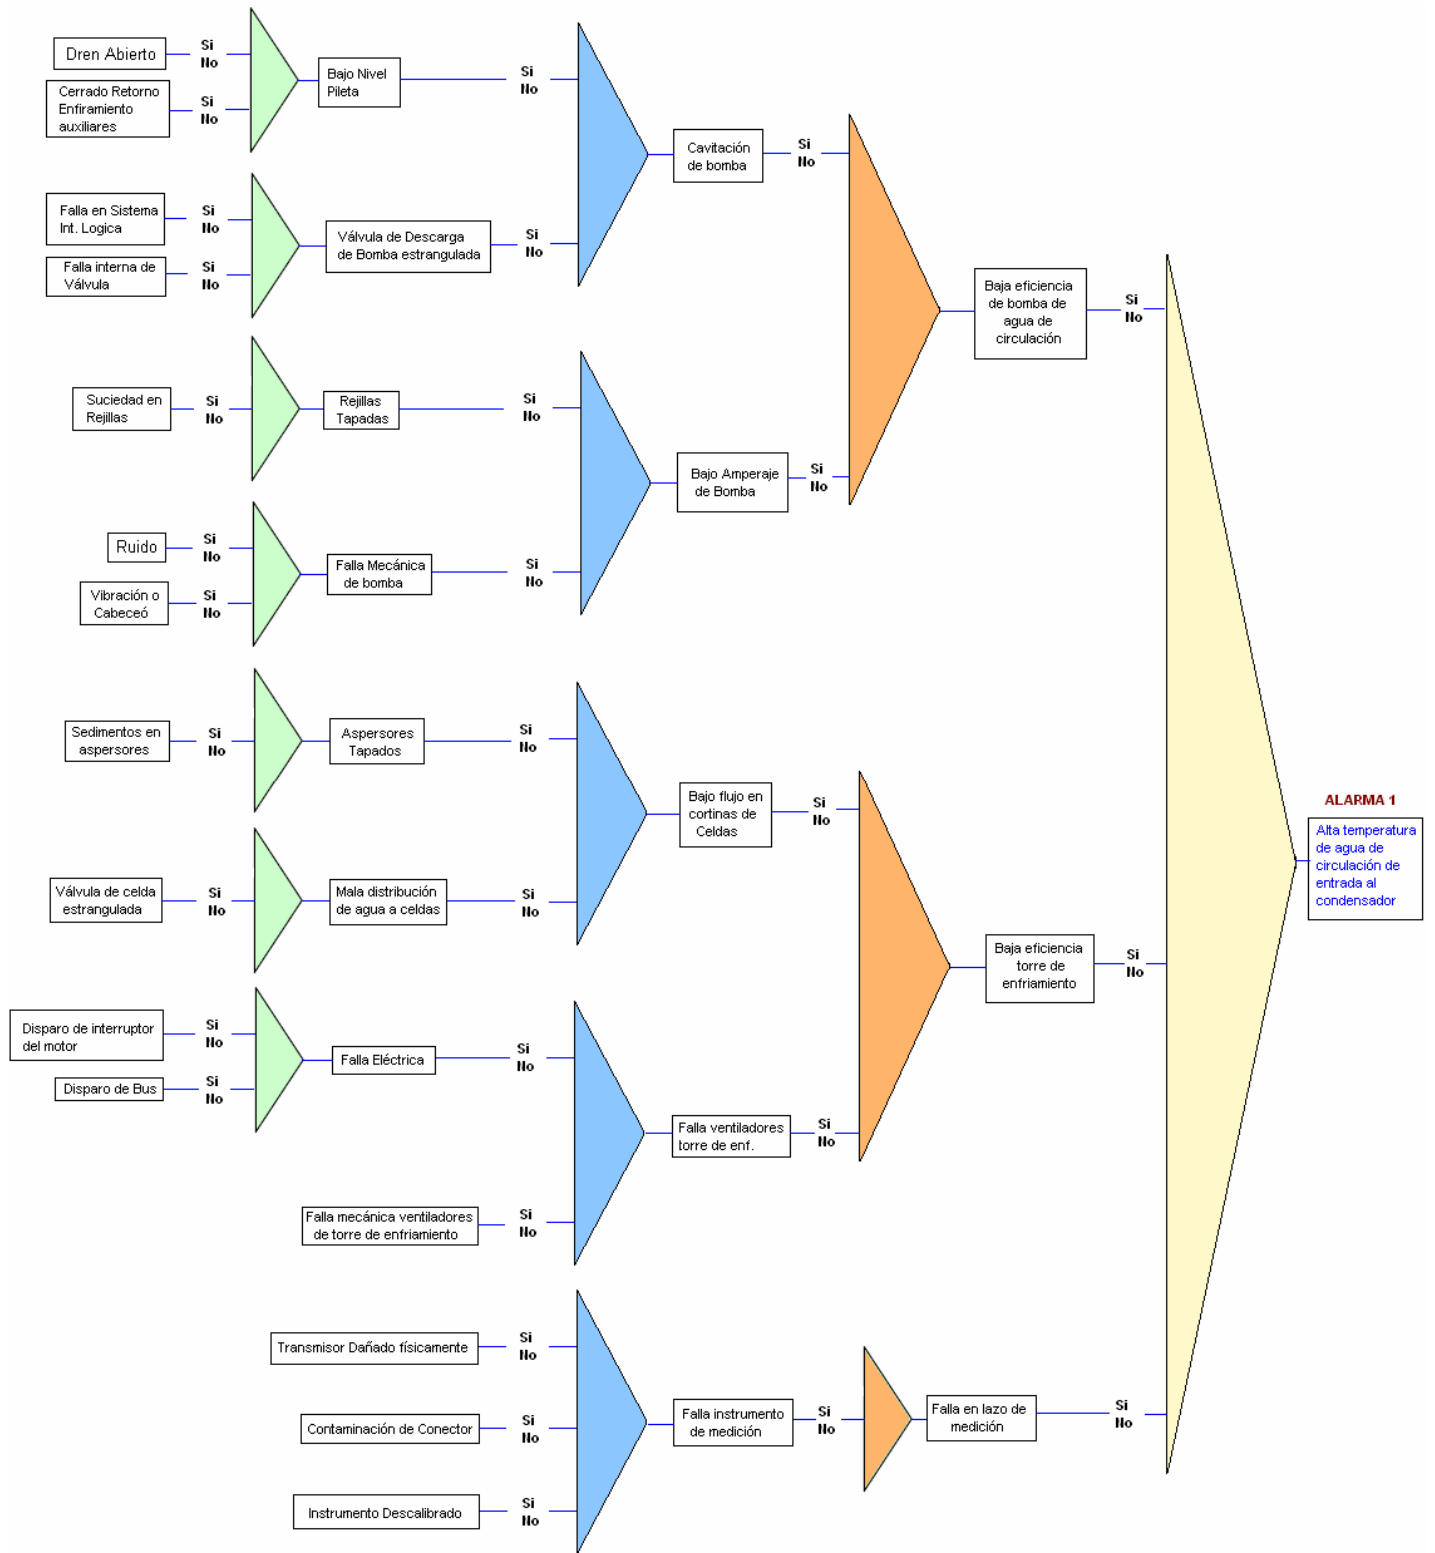 Dren Abierto
Si
No
Cerrado Retorno
Enfiramiento
auxiliares
Si
No
Bajo Nivel
Pileta
Si
No
Falla en Sistema
Int. Logica
Si
No
Falla interna de
Válvula
Si
No
Válvula de Descarga
de Bomba estrangulada
Si
No
Cavitación
de bomba
Si
No
Suciedad en
Rejillas
Si
No
Rejillas
Tapadas
Si
No
Ruido
Si
No
Vibración o
Cabeceó
Si
No
Falla Mecánica
de bomba
Si
No
Bajo Amperaje
de Bomba
Si
No
Baja eficiencia
de bomba de
agua de
circulación
Si
No
Sedimentos en
aspersores
Si
No
Aspersores
Tapados
Si
No
Válvula de celda
estrangulada
Si
No
Mala distribución
de agua a celdas
Si
No
Bajo flujo en
cortinas de
Celdas
Si
No
Disparo de interruptor
del motor
Si
No
Disparo de Bus
Si
No
Falla Eléctrica
Si
No
Falla mecánica ventiladores
de torre de enfriamiento
Si
No
Falla ventiladores
torre de enf.
Si
No
Baja eficiencia
torre de
enfriamiento
Si
No
Transmisor Dañado físicamente
Si
No
Contaminación de Conector
Si
No
Instrumento Descalibrado
Si
No
Falla instrumento
de medición
Si
No
Falla en lazo de
medición
Si
No
ALARMA 1
Alta temperatura
de agua de
circulación de
entrada al
condensador